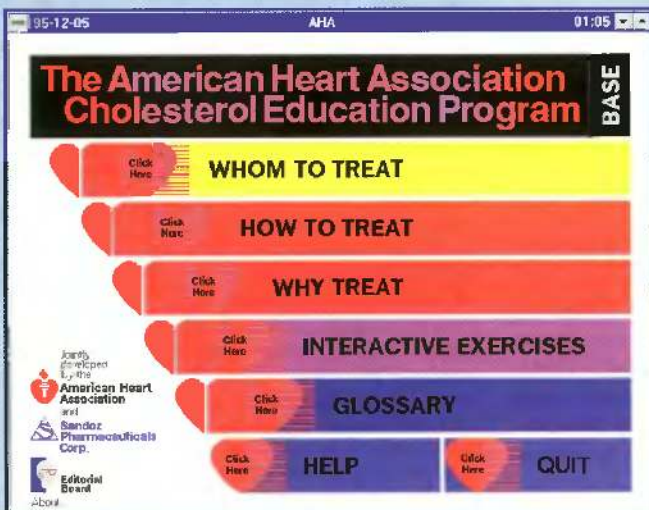 95-12-05 AHA 01:05
The American Heart Association
Cholesterol Education Program
BASE
Click
Here
WHOM TO TREAT
Click
Here
HOW TO TREAT
Click
Here
WHY TREAT
Click
Here
INTERACTIVE EXERCISES
Click
Here
GLOSSARY
Click
Here
HELP
Click
Here
QUIT
Jointly
developed
by the
American Heart
Association
and
Sandoz
Pharmaceuticals
Corp.
Editorial
Board
About